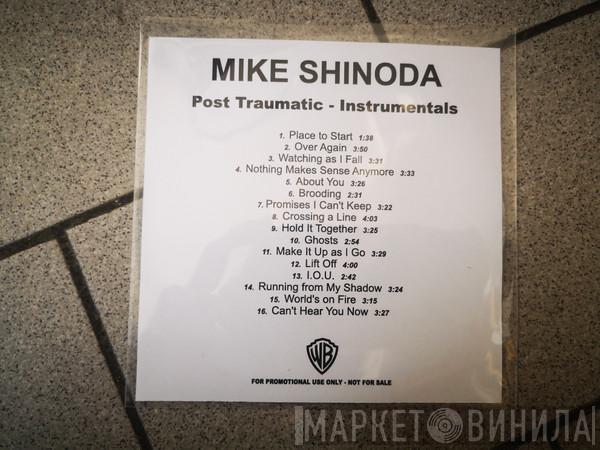 MIKE SHINODA
Post Traumatic - Instrumentals
1. Place to Start 1:38
2. Over Again 3:50
3. Watching as I Fall 3:31
4. Nothing Makes Sense Anymore 3:33
5. About You 3:26
6. Brooding 2:31
7. Promises I Can't Keep 3:22
8. Crossing a Line 4:03
9. Hold It Together 3:25
10. Ghosts 2:54
11. Make It Up as I Go 3:29
12. Lift Off 4:00
13. I.O.U. 2:42
14. Running from My Shadow 3:24
15. World's on Fire 3:15
16. Can't Hear You Now 3:27
WB
FOR PROMOTIONAL USE ONLY - NOT FOR SALE
МАРКЕТ ВИНИЛА